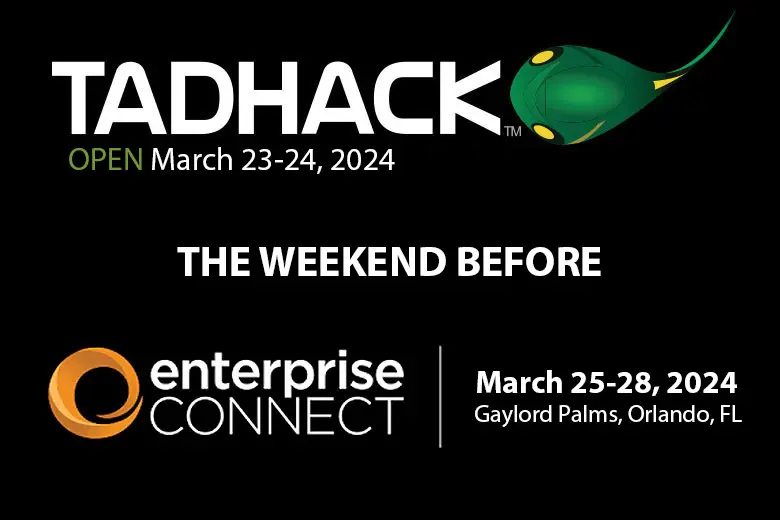 TADHACK TM
OPEN March 23-24, 2024
THE WEEKEND BEFORE
enterprise
CONNECT
March 25-28, 2024
Gaylord Palms, Orlando, FL